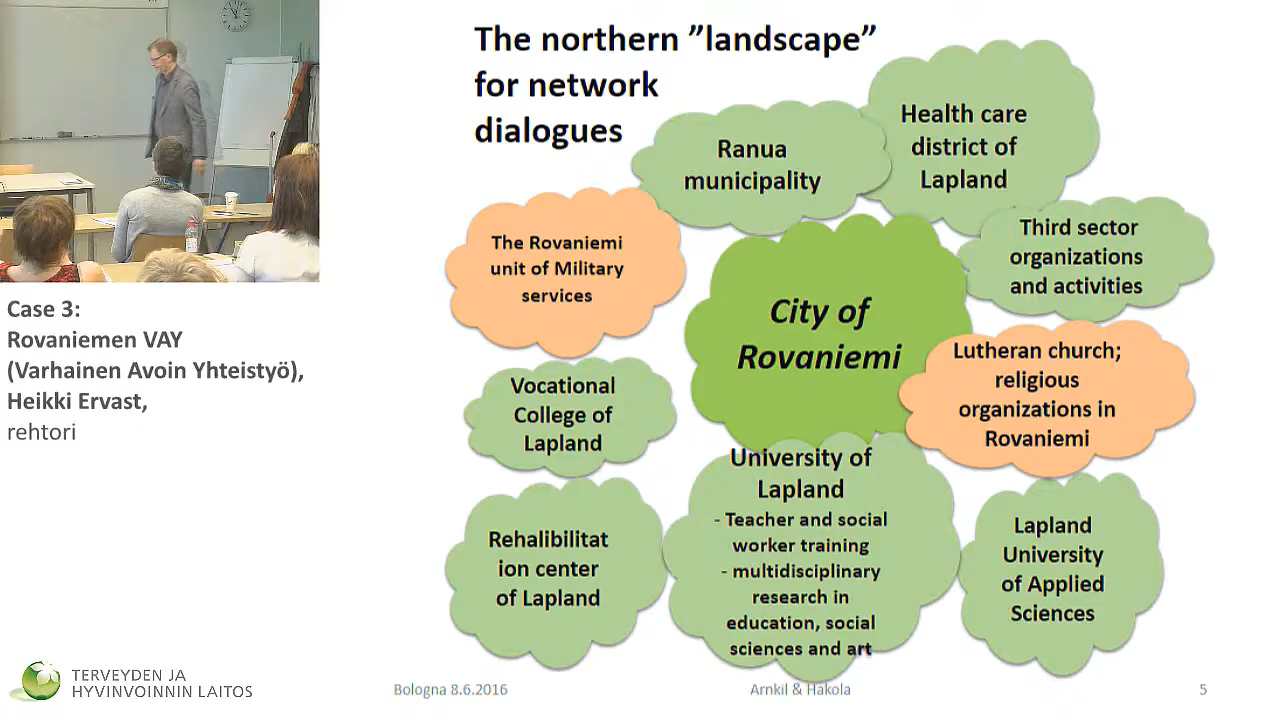 The northern ”landscape”
for network
dialogues
Ranua
municipality
Health care
district of
Lapland
The Rovaniemi
unit of Military
services
Third sector
organizations
and activities
City of
Rovaniemi
Lutheran church;
religious
organizations in
Rovaniemi
Vocational
College of
Lapland
University of
Lapland
- Teacher and social
worker training
- multidisciplinary
research in
education, social
sciences and art
Rehalibilitat
ion center
of Lapland
Lapland
University
of Applied
Sciences
Case 3:
Rovaniemen VAY
(Varhainen Avoin Yhteistyö),
Heikki Ervast,
rehtori
TERVEYDEN JA
HYVINVOINNIN LAITOS
Bologna 8.6.2016
Arnkil & Hakola
5